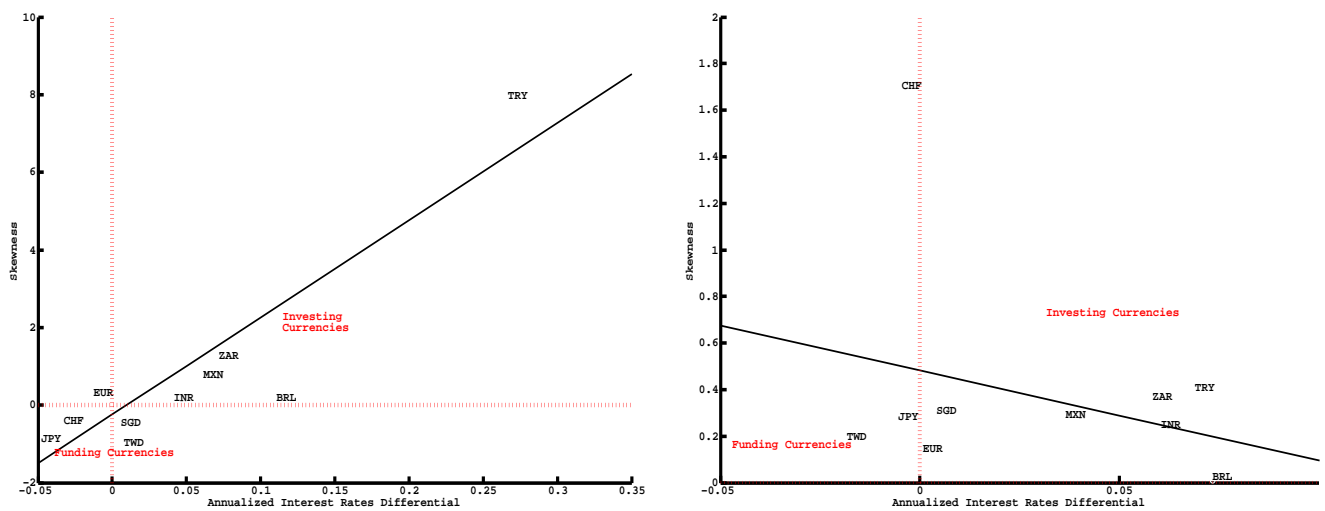 10
8
6
4
2
0
-2
Skewness
TRY
Investing
Currencies
ZAR
MXN
EUR
INR
BRL
CHF
SGD
JPY
TWD
Funding Currencies
-0.05 0 0.05 0.1 0.15 0.2 0.25 0.3 0.35
Annualized Interest Rates Differential
2
1.8
1.6
1.4
1.2
1
0.8
0.6
0.4
0.2
0
Skewness
CHF
Investing Currencies
TRY
ZAR
SGD
JPY
MXN
INR
TWD
Funding Currencies
EUR
BRL
-0.05 0 0.05
Annualized Interest Rates Differential